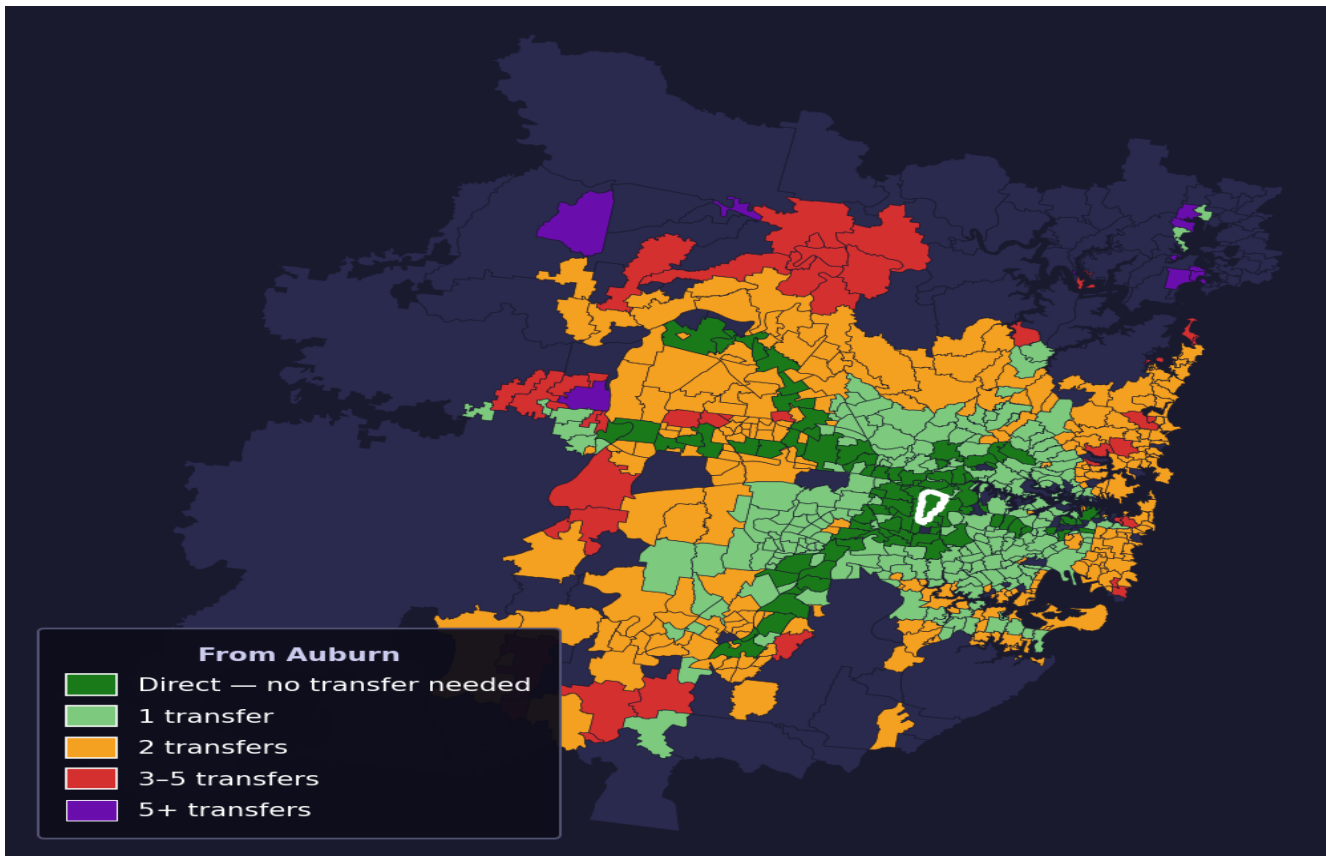 From Auburn
Direct — no transfer needed
1 transfer
2 transfers
3–5 transfers
5+ transfers